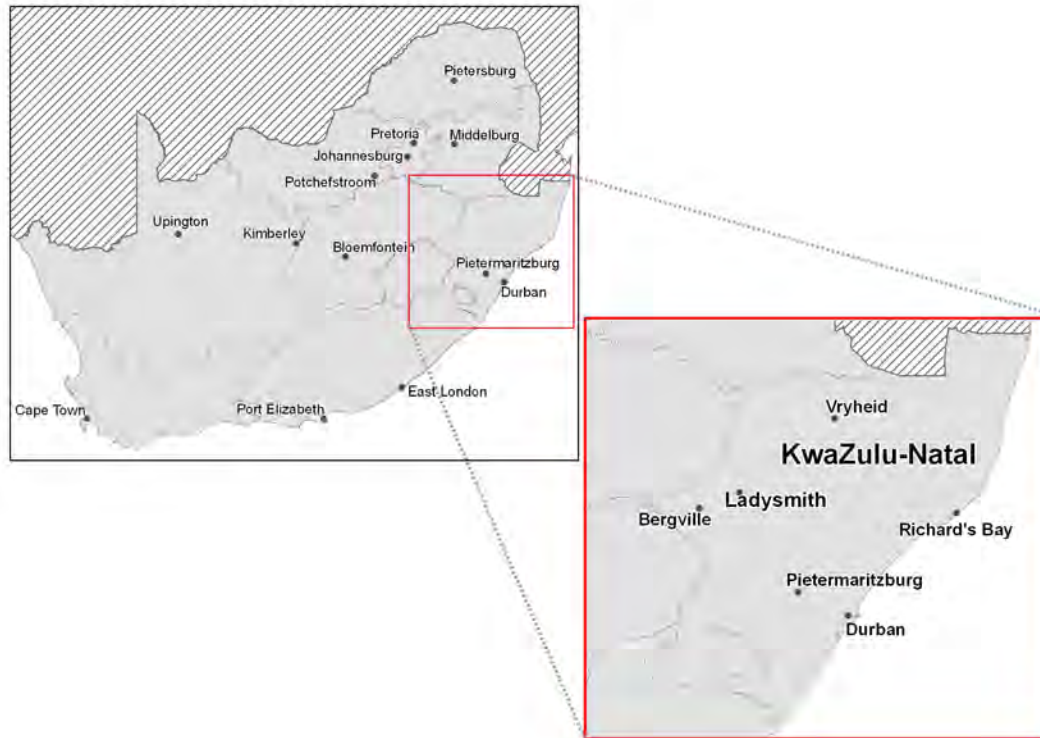 Pietersburg
Pretoria
Middelburg
Johannesburg
Potchefstroom
Upington
Kimberley
Bloemfontein
Pietermaritzburg
Durban
East London
Cape Town
Port Elizabeth
Vryheid
KwaZulu-Natal
Ladysmith
Bergville
Richard's Bay
Pietermaritzburg
Durban